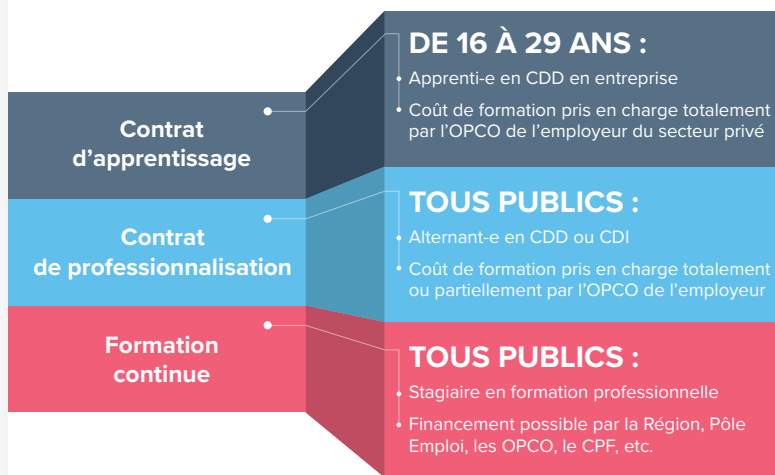 Contrat
d'apprentissage
DE 16 À 29 ANS :
Apprenti-e en CDD en entreprise
Coût de formation pris en charge totalement
par l'OPCO de l'employeur du secteur privé
Contrat
de professionnalisation
TOUS PUBLICS :
Alternant-e en CDD ou CDI
Coût de formation pris en charge totalement
ou partiellement par l'OPCO de l'employeur
Formation
continue
TOUS PUBLICS :
Stagiaire en formation professionnelle
Financement possible par la Région, Pôle
Emploi, les OPCO, le CPF, etc.